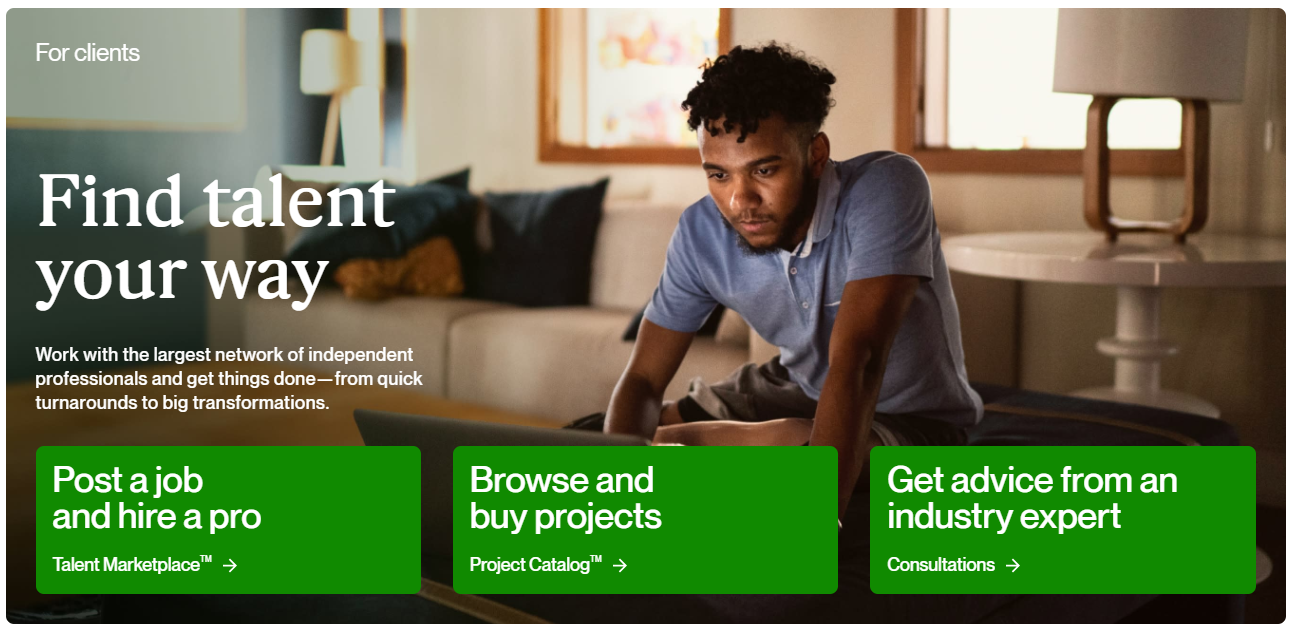 For clients
Find talent
your way
Work with the largest network of independent
professionals and get things done—from quick
turnarounds to big transformations.
Post a job
and hire a pro
Talent Marketplace™ →
Browse and
buy projects
Project Catalog™ →
Get advice from an
industry expert
Consultations →